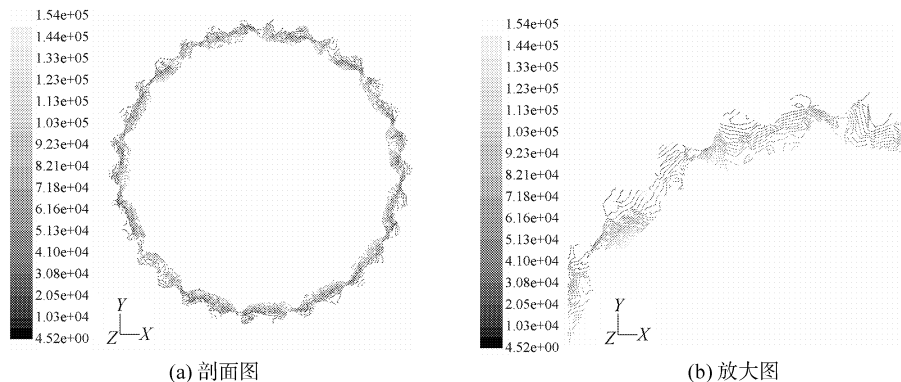 1.54e+05
1.44e+05
1.33e+05
1.23e+05
1.13e+05
1.03e+05
9.23e+04
8.21e+04
7.18e+04
6.16e+04
5.13e+04
4.10e+04
3.08e+04
2.05e+04
1.03e+04
4.52e+00
Y
Z X
(a) 剖面图
1.54e+05
1.44e+05
1.33e+05
1.23e+05
1.13e+05
1.03e+05
9.23e+04
8.21e+04
7.18e+04
6.16e+04
5.13e+04
4.10e+04
3.08e+04
2.05e+04
1.03e+04
4.52e+00
Y
Z X
(b) 放大图